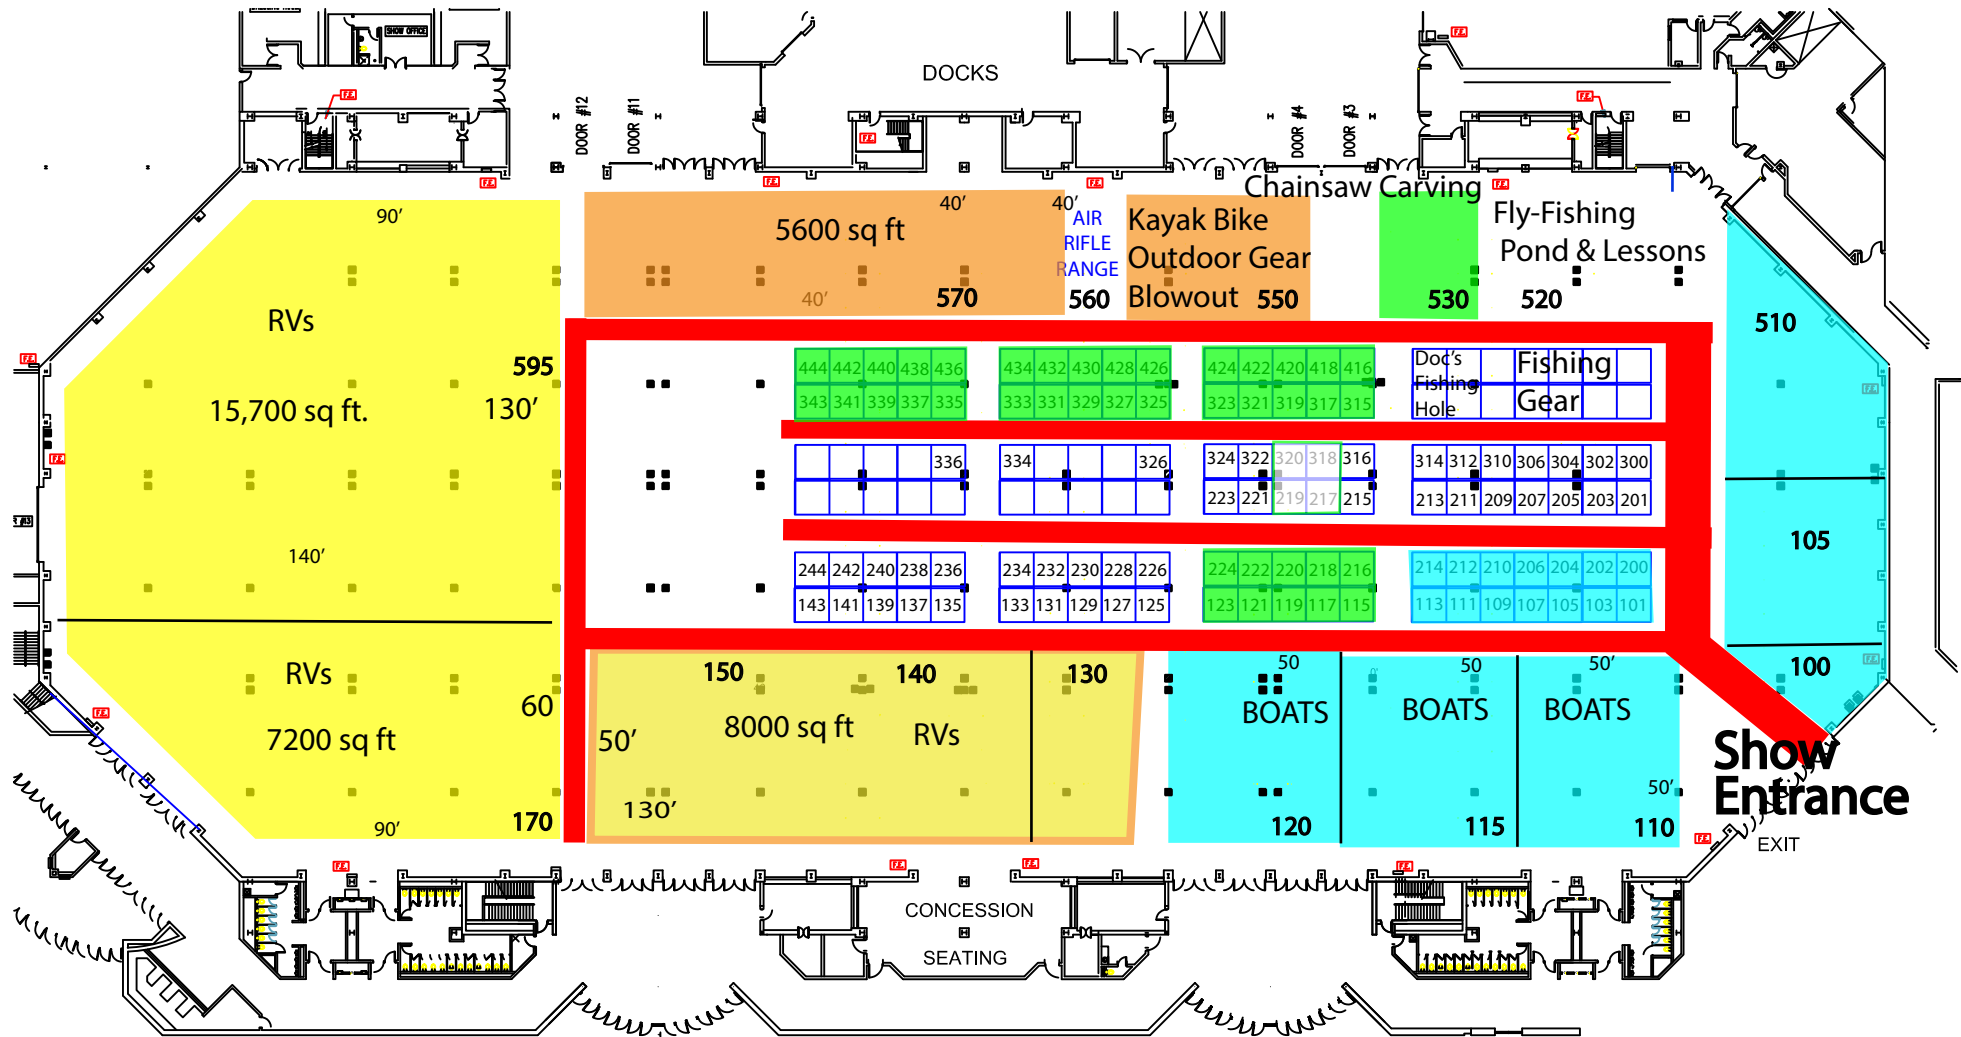 SHOW OFFICE
F.E.
DOCKS
F.E.
F.E.
DOOR #12
DOOR #11
F.E.
DOOR #4
DOOR #3
F.E.
F.E.
F.E.
F.E.
Chainsaw Carving
F.E.
90'
5600 sq ft
40'
40'
AIR
RIFLE
RANGE
560
Kayak Bike
Outdoor Gear
Blowout 550
Fly-Fishing
Pond & Lessons
40'
570
530
520
510
RVs
F.E.
595
15,700 sq ft.
130'
444 442 440 438 436
434 432 430 428 426
424 422 420 418 416
Doc's
Fishing
Hole
Fishing
Gear
343 341 339 337 335
333 331 329 327 325
323 321 319 317 315
F.E.
F.E.
336
334
326
324 322 320 318 316
314 312 310 306 304 302 300
223 221 219 217 215
213 211 209 207 205 203 201
140'
105
244 242 240 238 236
234 232 230 228 226
224 222 220 218 216
214 212 210 206 204 202 200
143 141 139 137 135
133 131 129 127 125
123 121 119 117 115
113 111 109 107 105 103 101
RVs
60
7200 sq ft
150
140
130
50
50
50'
100
F.E.
F.E.
50'
8000 sq ft
RVs
BOATS
BOATS
BOATS
Show
Entrance
130'
50'
90'
170
120
115
110
EXIT
F.E.
F.E.
F.E.
F.E.
F.E.
CONCESSION
SEATING